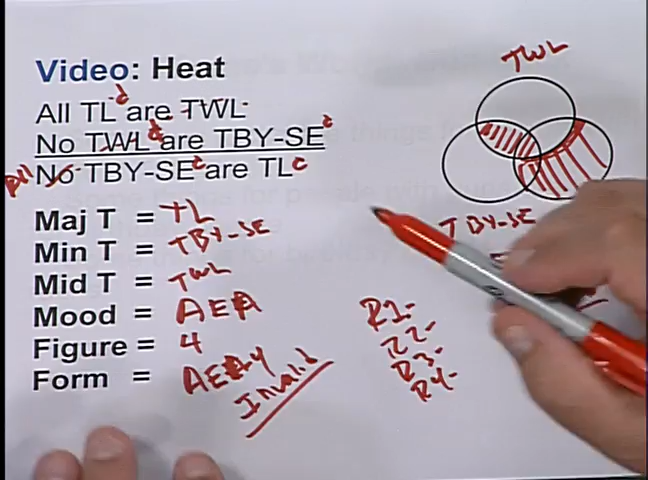 Video: Heat
All TL d are TWL
No TWL d are TBY-SE d
All No TBY-SE d are TL d
Maj T = TL
Min T = TBY-SE
Mid T = TWL
Mood = AEA
Figure = 4
Form = AEA-4
Invalid
TWL
TBY-SE
R1-
R2-
R3-
R4-